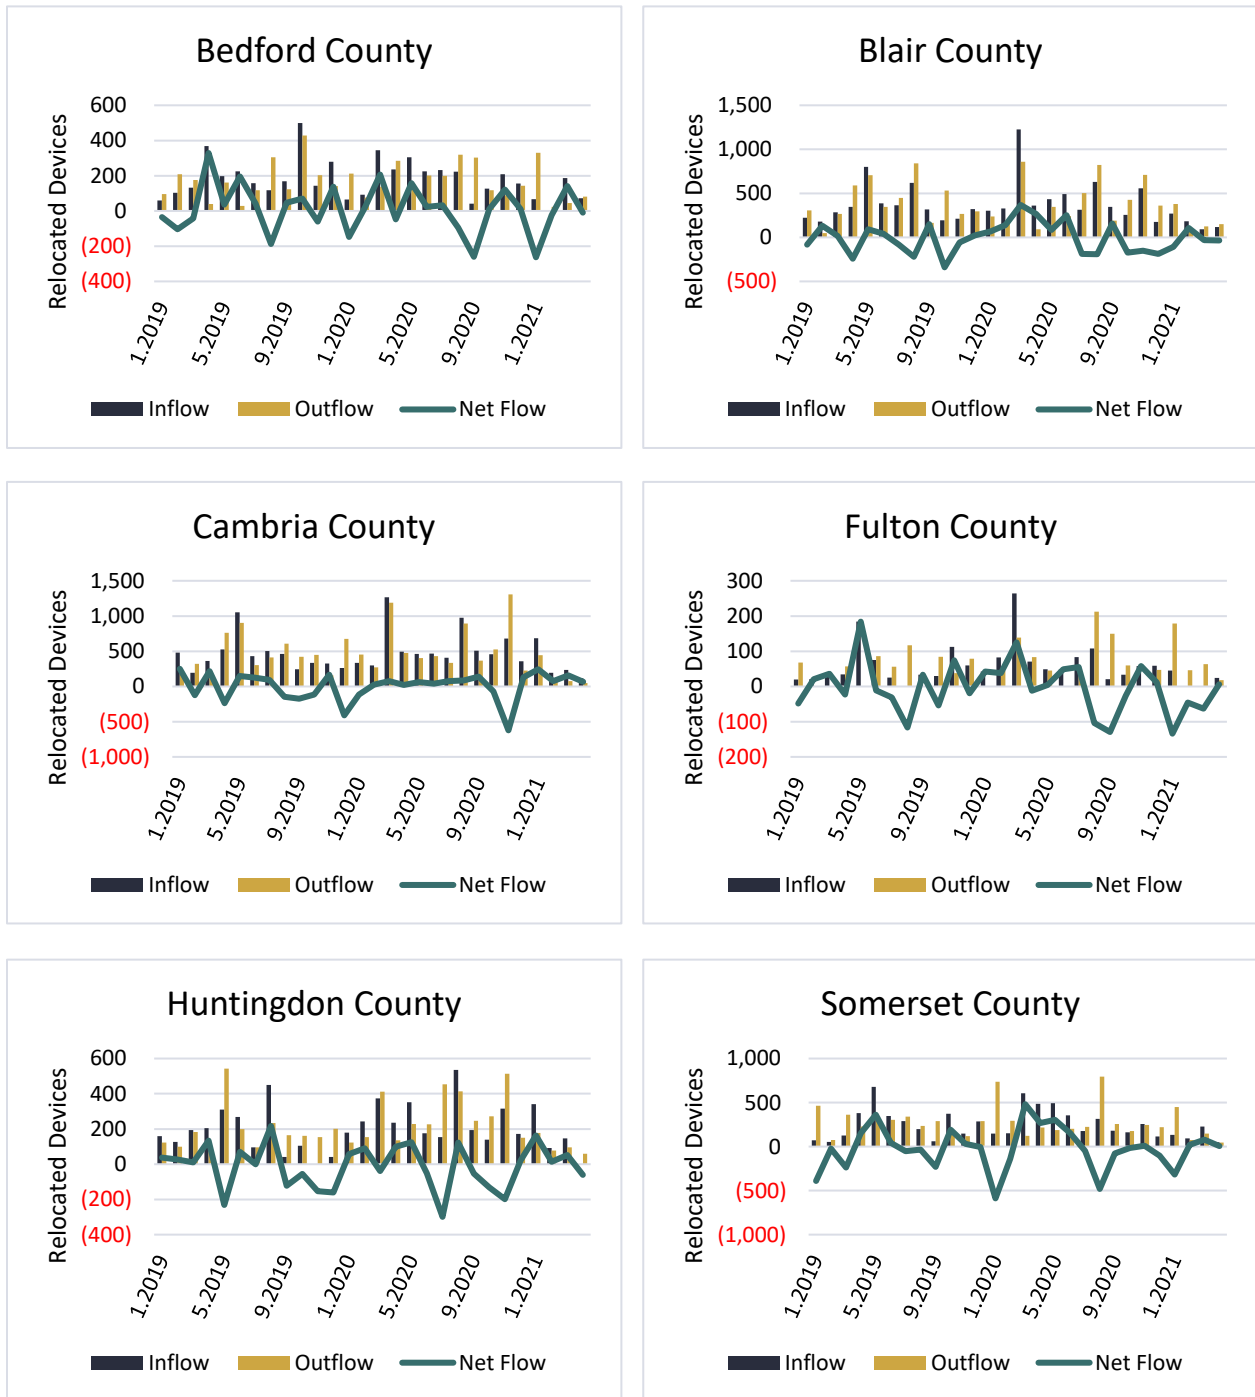 Bedford County
Relocated Devices
600
400
200
0
(200)
(400)
1.2019 5.2019 9.2019 1.2020 5.2020 9.2020 1.2021
Inflow Outflow Net Flow
Blair County
Relocated Devices
1,500
1,000
500
0
(500)
1.2019 5.2019 9.2019 1.2020 5.2020 9.2020 1.2021
Inflow Outflow Net Flow
Cambria County
Relocated Devices
1,500
1,000
500
0
(500)
(1,000)
1.2019 5.2019 9.2019 1.2020 5.2020 9.2020 1.2021
Inflow Outflow Net Flow
Fulton County
Relocated Devices
300
200
100
0
(100)
(200)
1.2019 5.2019 9.2019 1.2020 5.2020 9.2020 1.2021
Inflow Outflow Net Flow
Huntingdon County
Relocated Devices
600
400
200
0
(200)
(400)
1.2019 5.2019 9.2019 1.2020 5.2020 9.2020 1.2021
Inflow Outflow Net Flow
Somerset County
Relocated Devices
1,000
500
0
(500)
(1,000)
1.2019 5.2019 9.2019 1.2020 5.2020 9.2020 1.2021
Inflow Outflow Net Flow